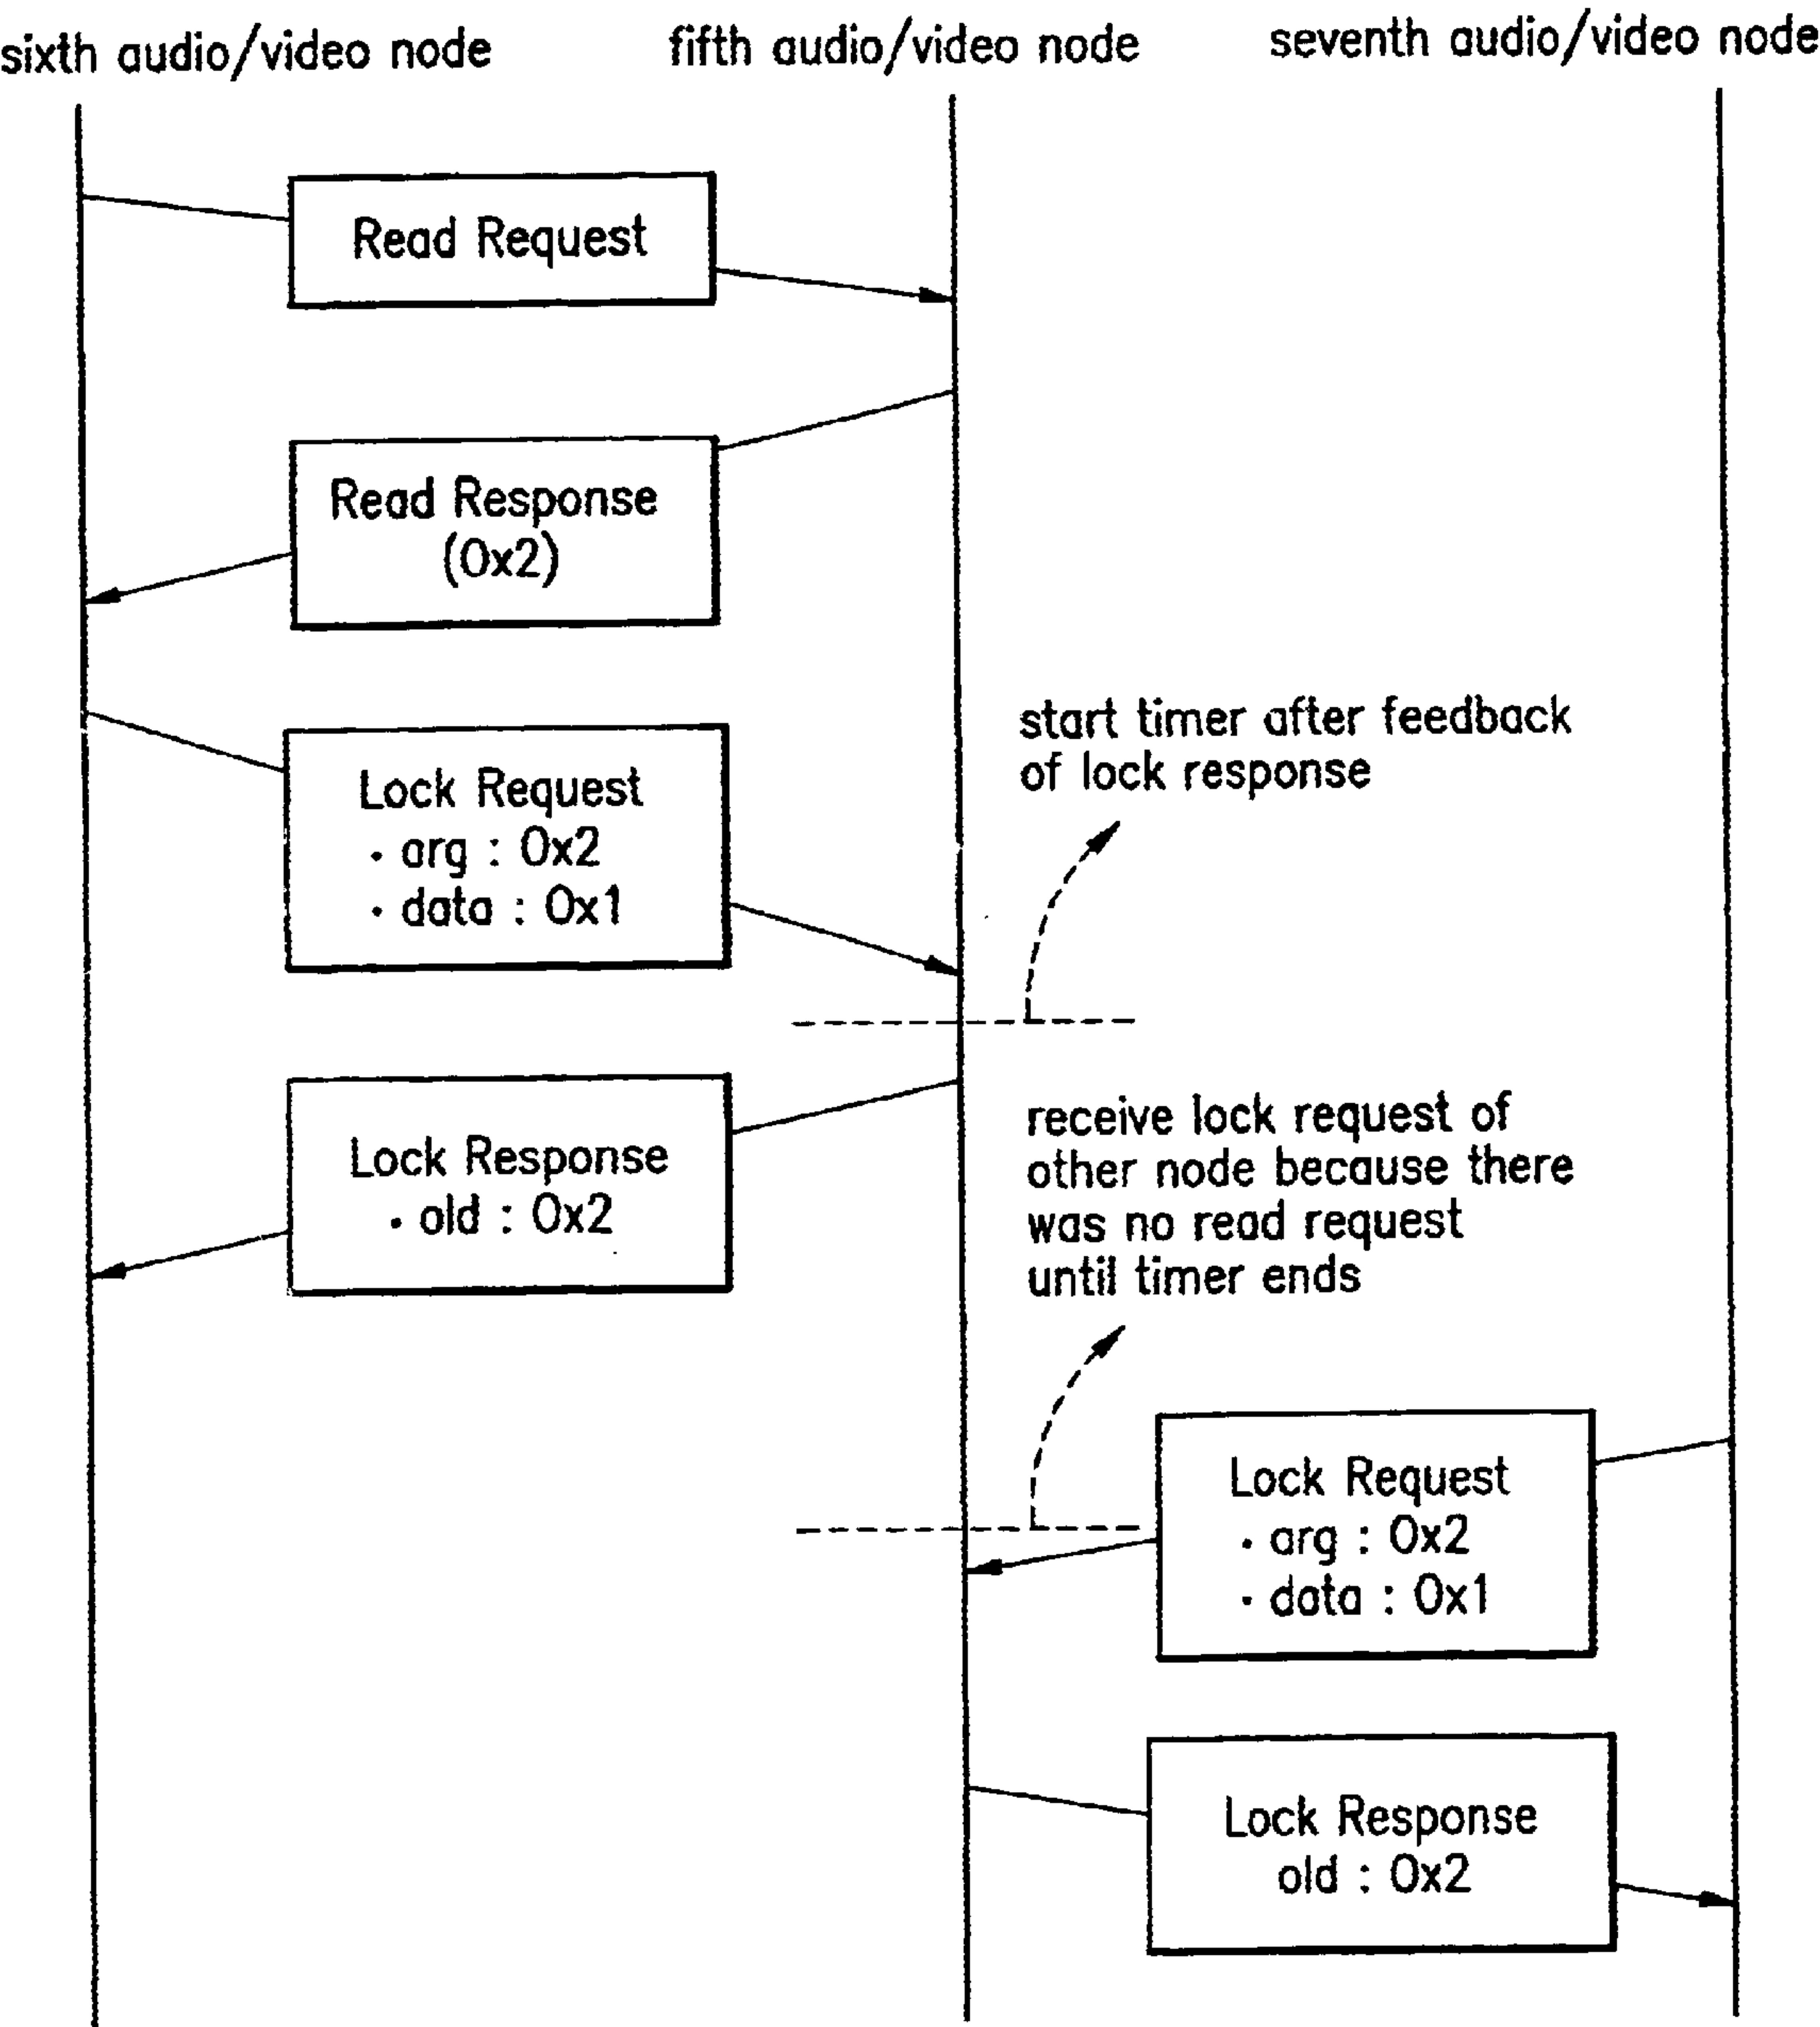 sixth audio/video node
fifth audio/video node
seventh audio/video node
Read Request
Read Response
(0x2)
start timer after feedback
of lock response
Lock Request
· arg : 0x2
· data : 0x1
receive lock request of
other node because there
was no read request
until timer ends
Lock Response
· old : 0x2
Lock Request
· arg : 0x2
· data : 0x1
Lock Response
old : 0x2